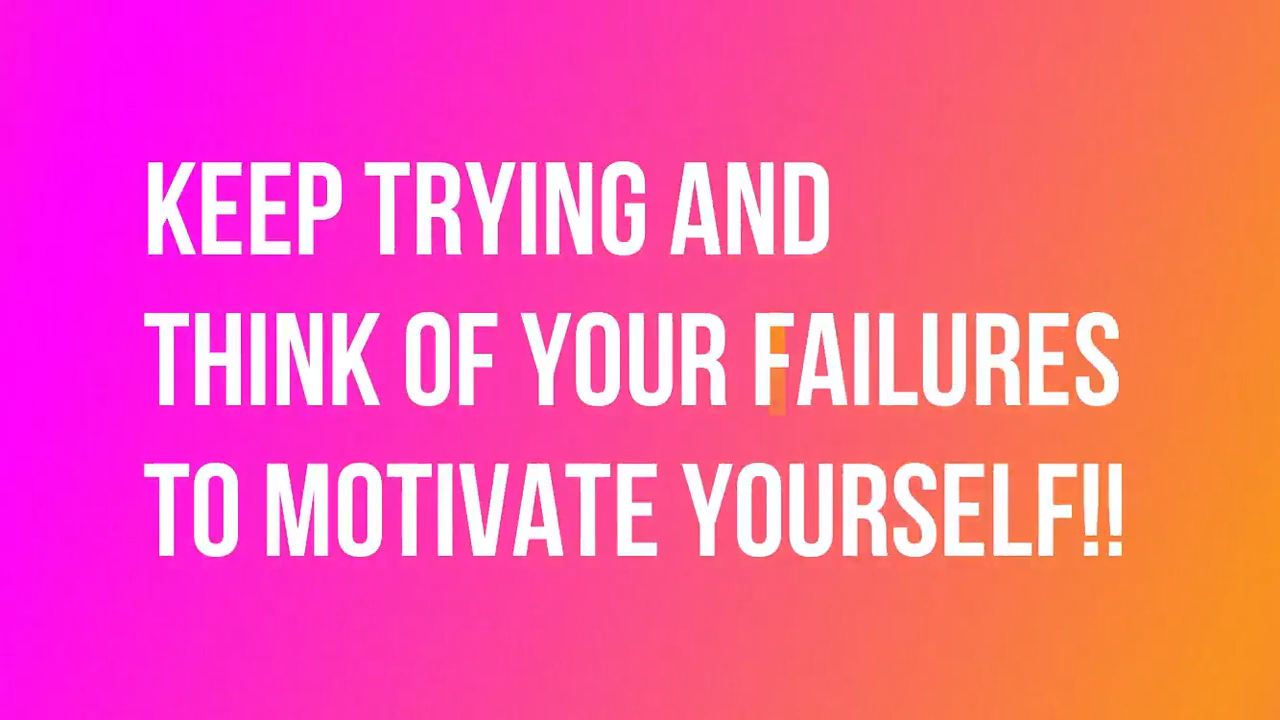 KEEP TRYING AND
THINK OF YOUR FAILURES
TO MOTIVATE YOURSELF!!